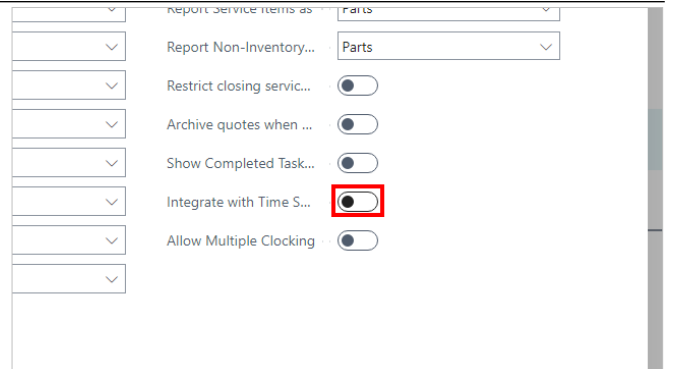 Report Service Items as Parts
Report Non-Inventory... Parts
Restrict closing servic...
Archive quotes when ...
Show Completed Task...
Integrate with Time S...
Allow Multiple Clocking